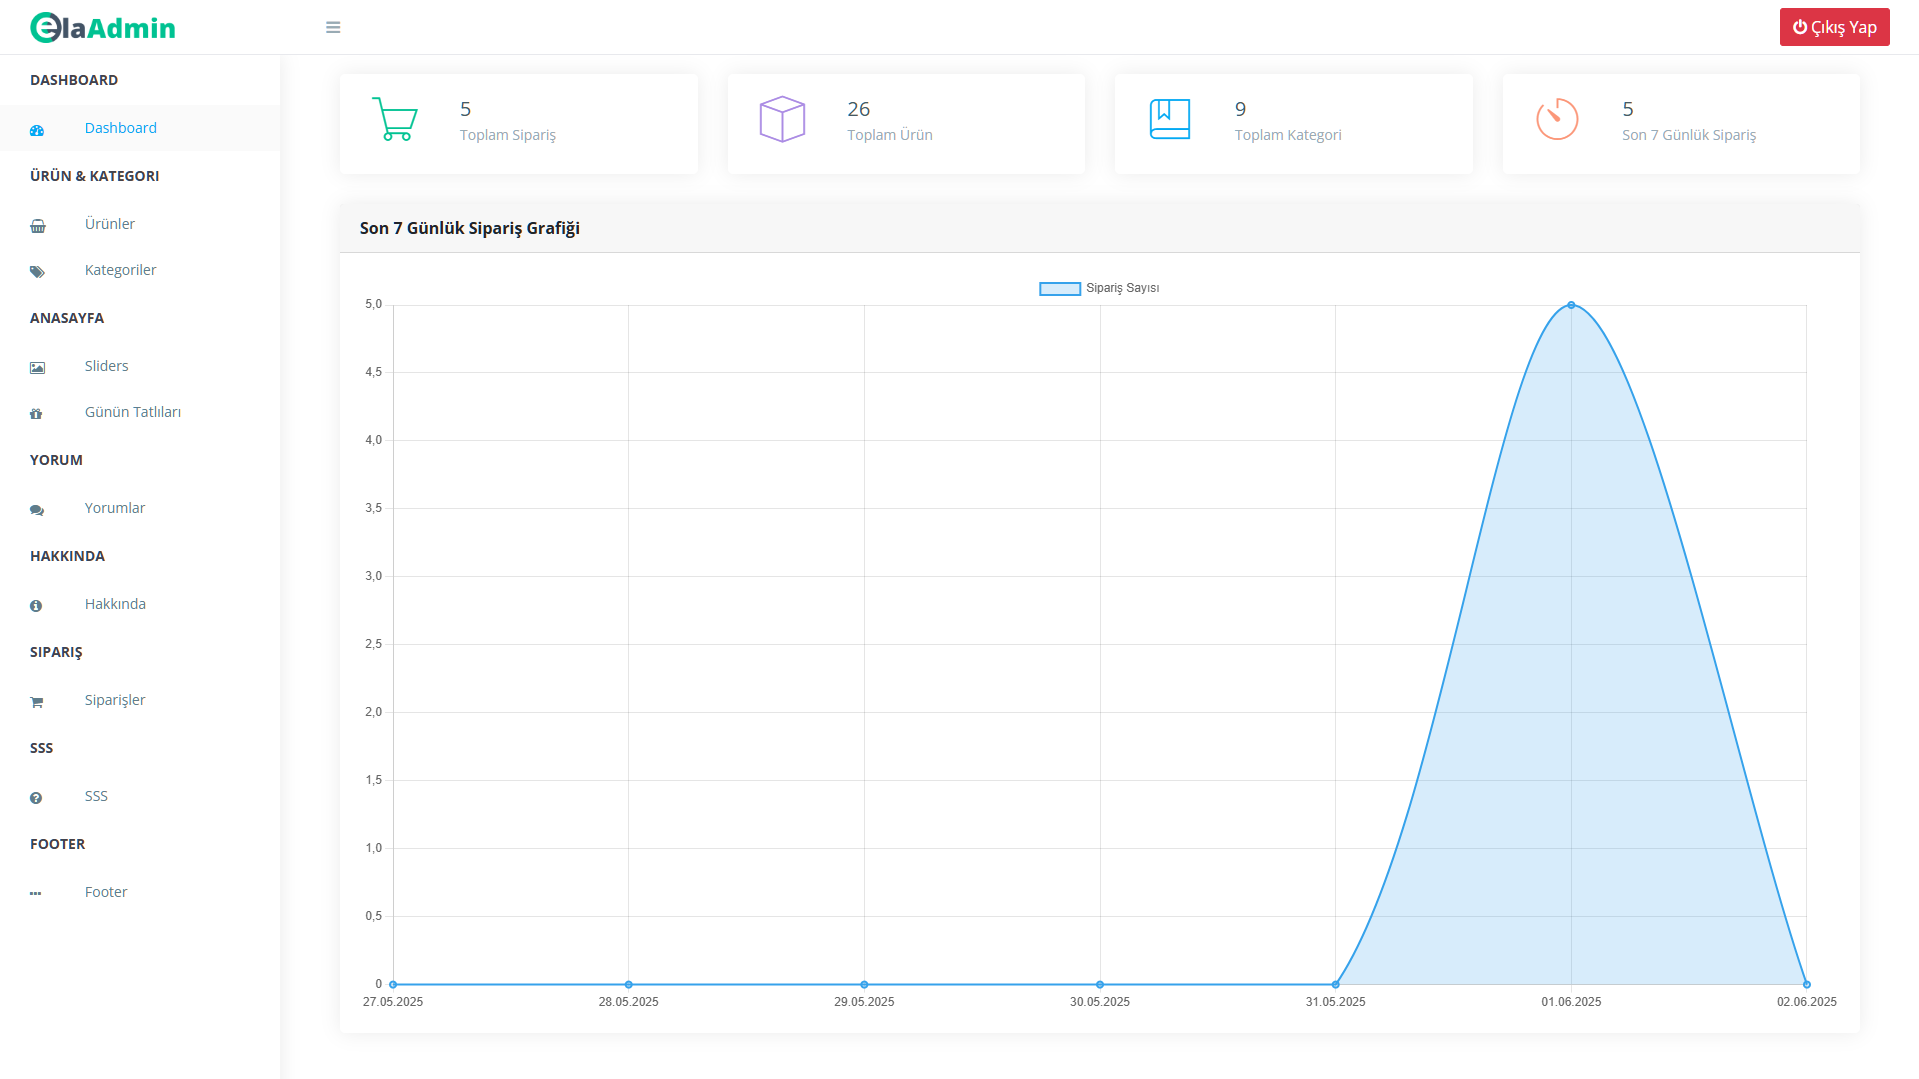 elaAdmin
Çıkış Yap
DASHBOARD
Dashboard
ÜRÜN & KATEGORI
Ürünler
Kategoriler
ANASAYFA
Sliders
Günün Tatlıları
YORUM
Yorumlar
HAKKINDA
Hakkında
SIPARIŞ
Siparişler
SSS
SSS
FOOTER
Footer
5
Toplam Sipariş
26
Toplam Ürün
9
Toplam Kategori
5
Son 7 Günlük Sipariş
Son 7 Günlük Sipariş Grafiği
Sipariş Sayısı
5,0
4,5
4,0
3,5
3,0
2,5
2,0
1,5
1,0
0,5
0
27.05.2025 28.05.2025 29.05.2025 30.05.2025 31.05.2025 01.06.2025 02.06.2025